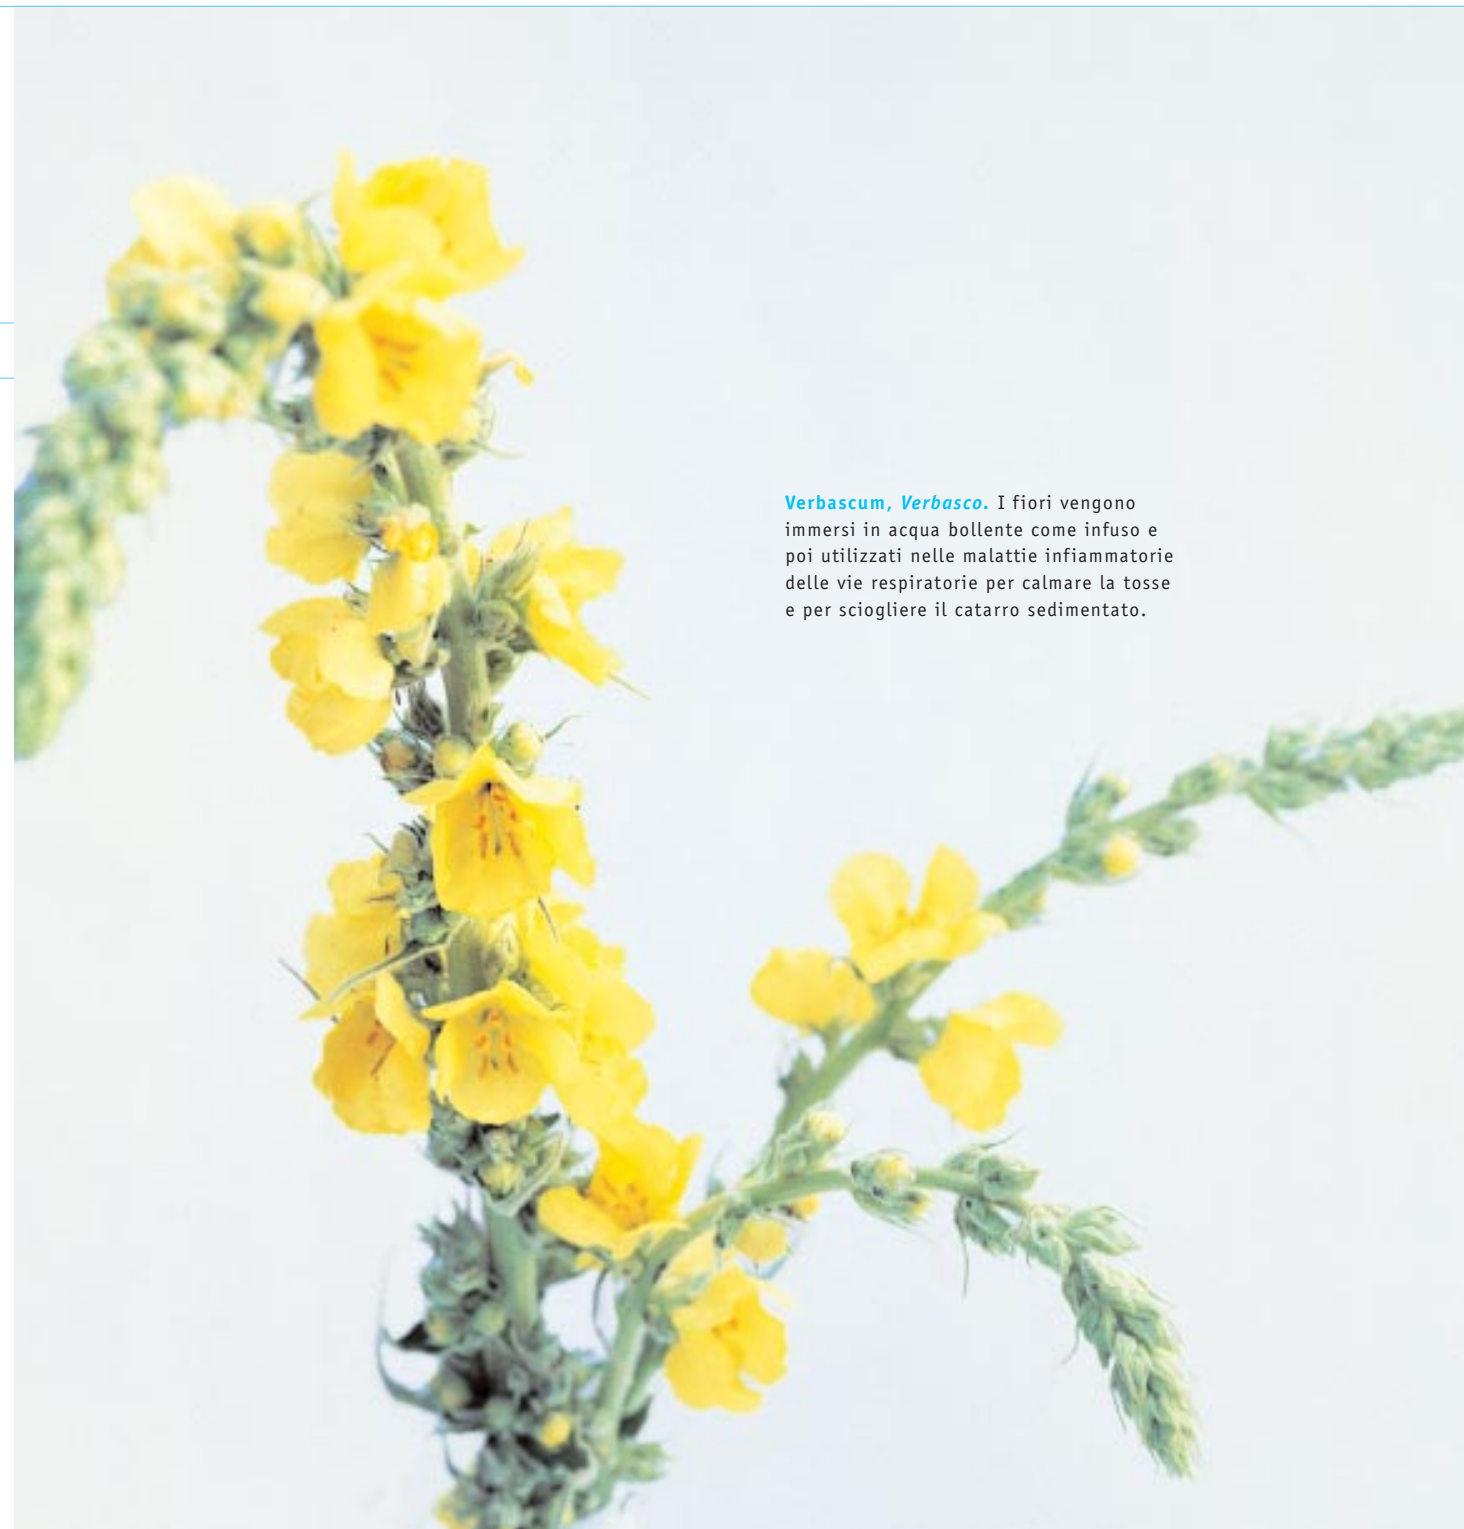 Verbascum, Verbasco. I fiori vengono
immersi in acqua bollente come infuso e
poi utilizzati nelle malattie infiammatorie
delle vie respiratorie per calmare la tosse
e per sciogliere il catarro sedimentato.